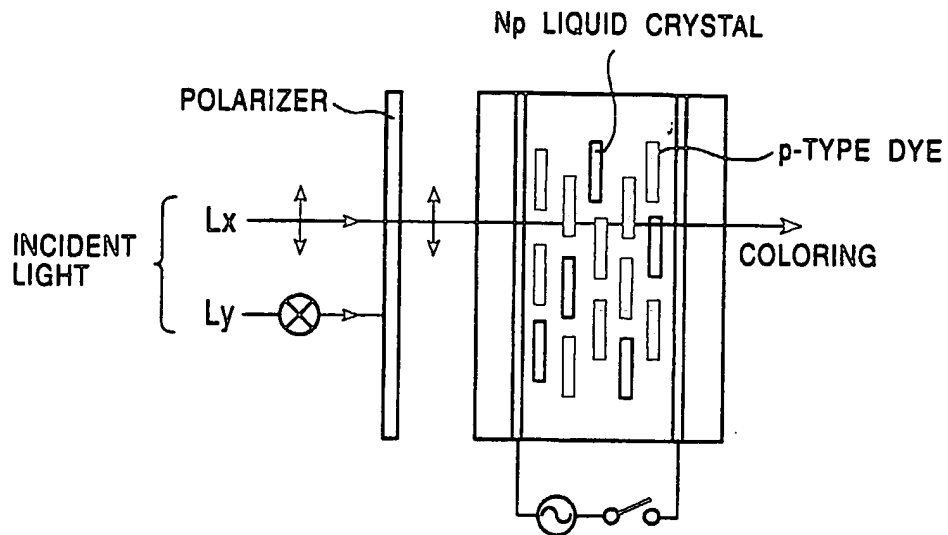 Np LIQUID CRYSTAL
POLARIZER
p-TYPE DYE
INCIDENT
LIGHT
Lx
Ly
COLORING